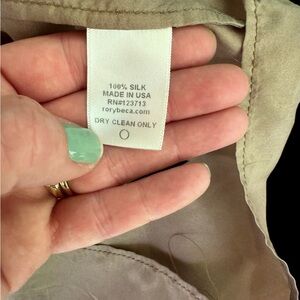 100% SILK
MADE IN USA
RN#123713
rorybeca.com
DRY CLEAN ONLY